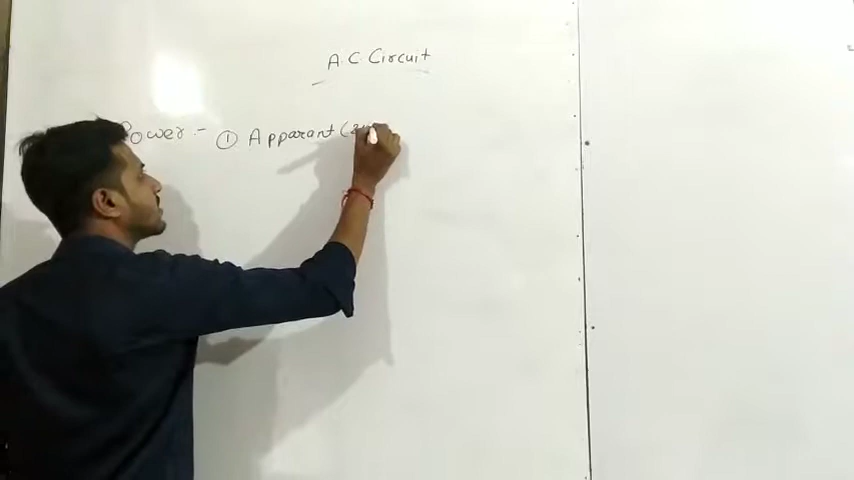 A.C. Circuit
Power :- ① Apparant (